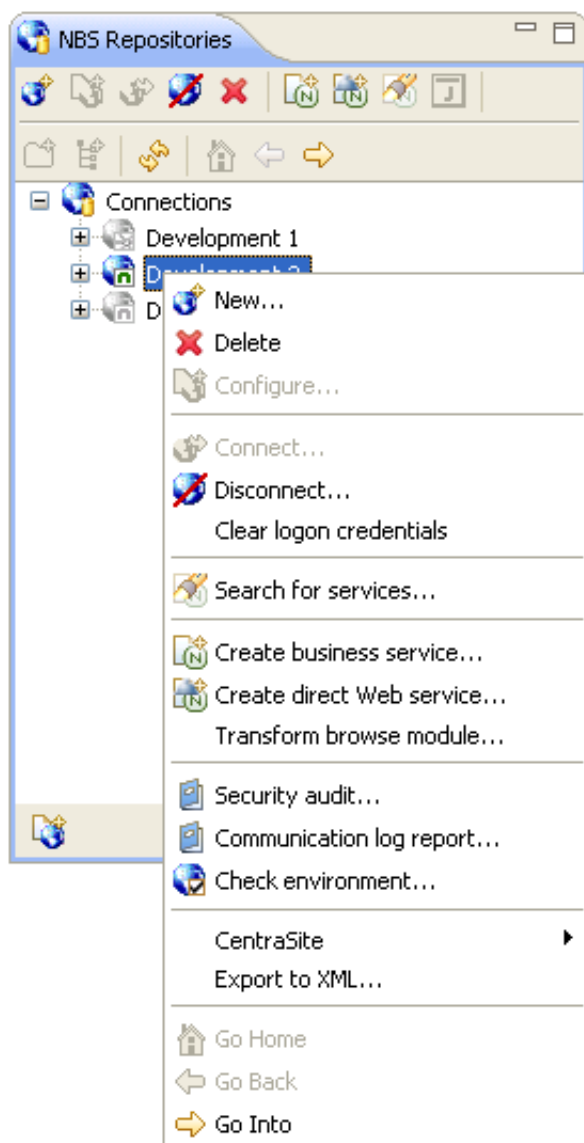 NBS Repositories
Connections
Development 1
D
New...
Delete
Configure...
Connect...
Disconnect...
Clear logon credentials
Search for services...
Create business service...
Create direct Web service...
Transform browse module...
Security audit...
Communication log report...
Check environment...
CentraSite
Export to XML...
Go Home
Go Back
Go Into